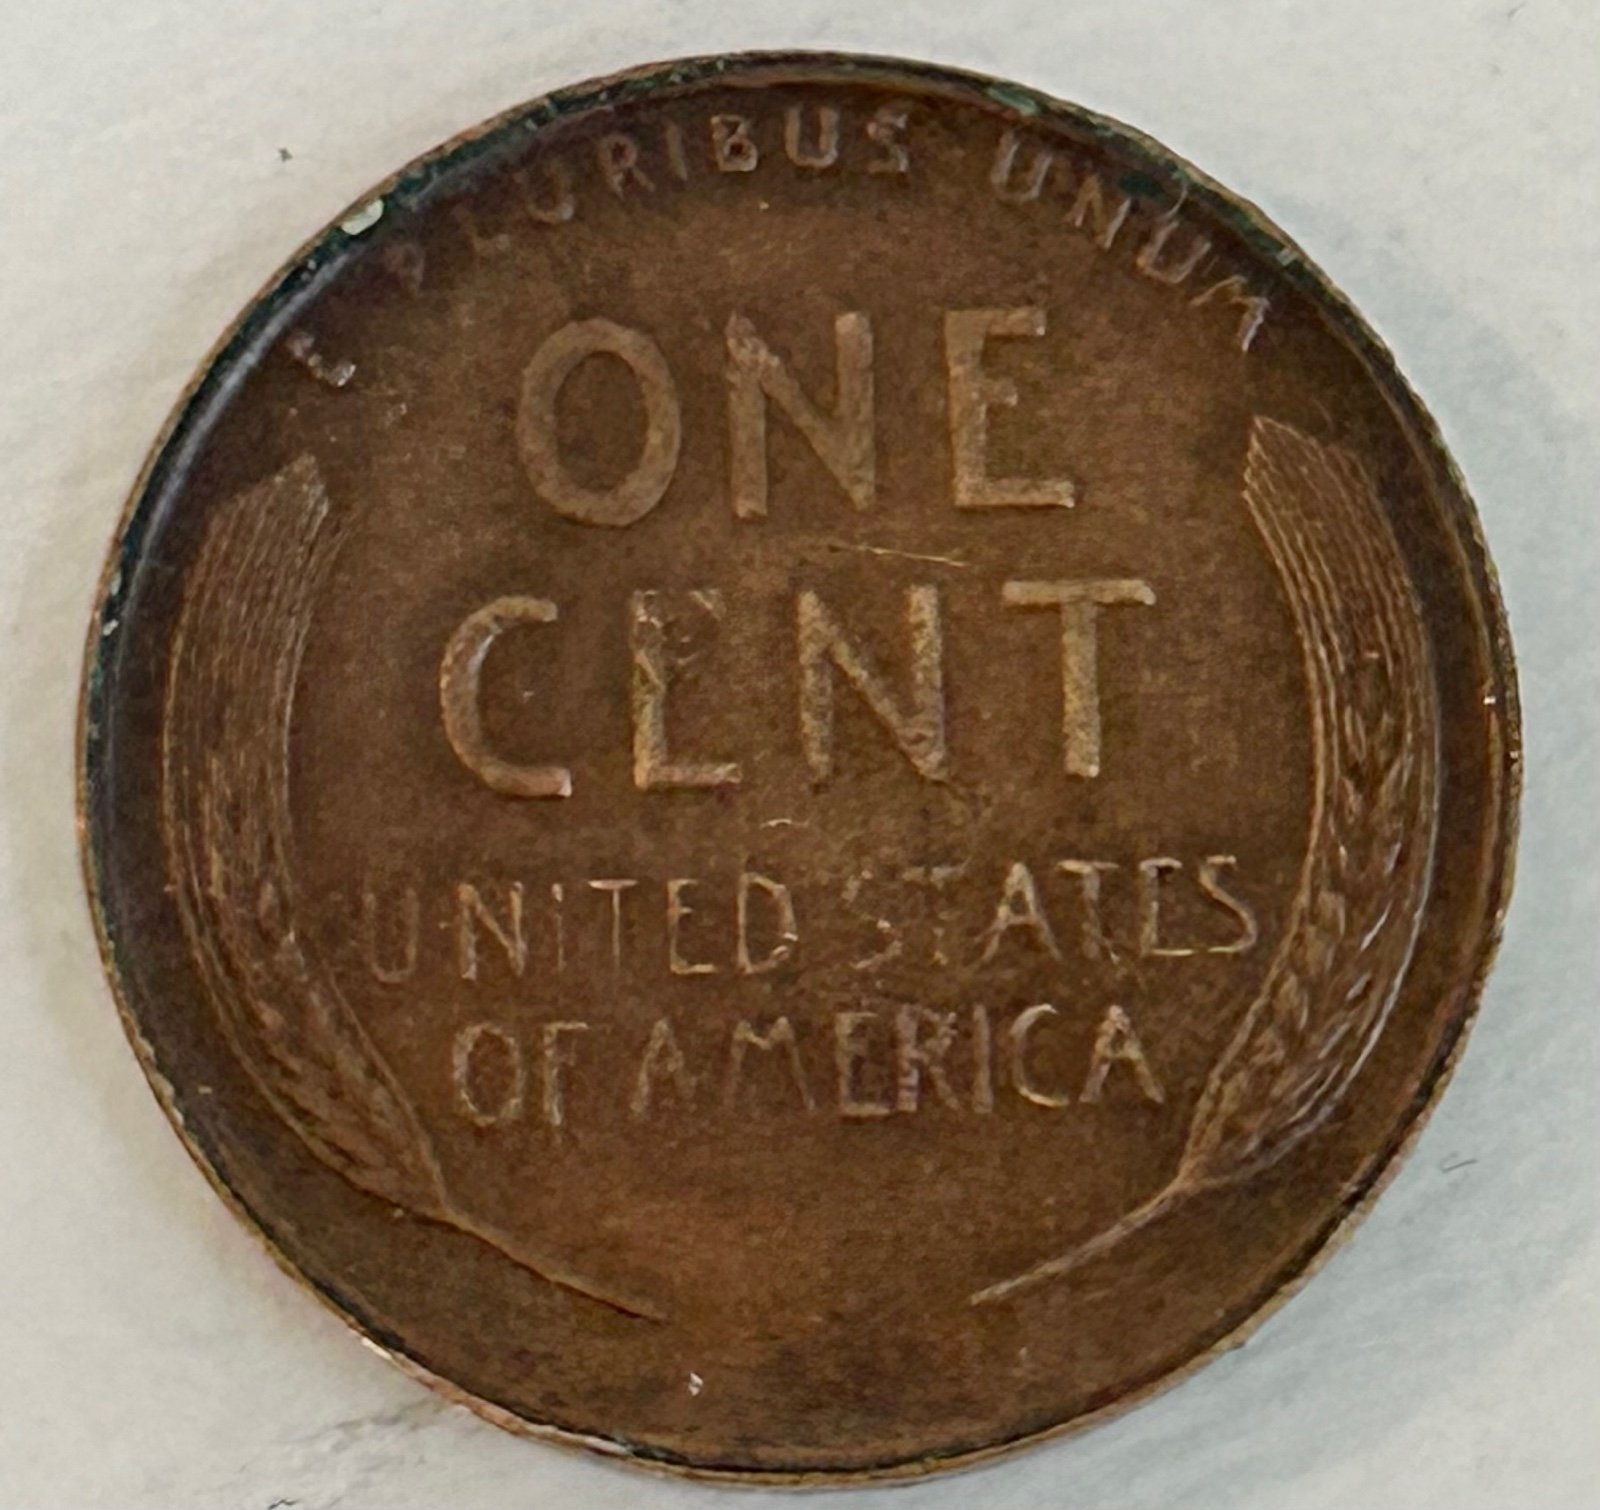 E PLURIBUS UNUM
ONE
CENT
UNITED STATES
OF AMERICA